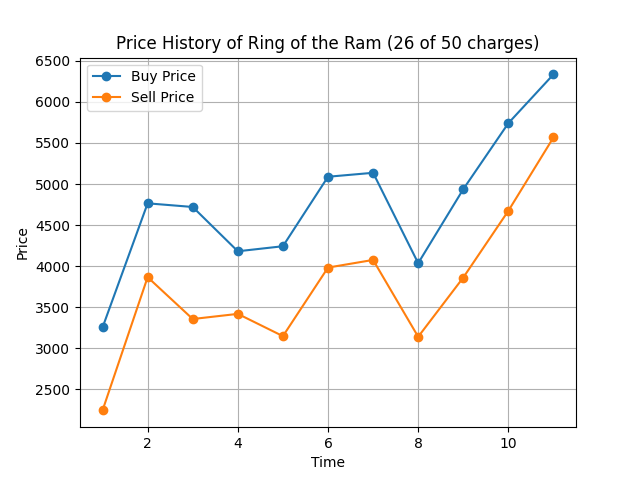 Price History of Ring of the Ram (26 of 50 charges)
Buy Price
Sell Price
6500
6000
5500
5000
4500
4000
3500
3000
2500
Price
2 4 6 8 10
Time